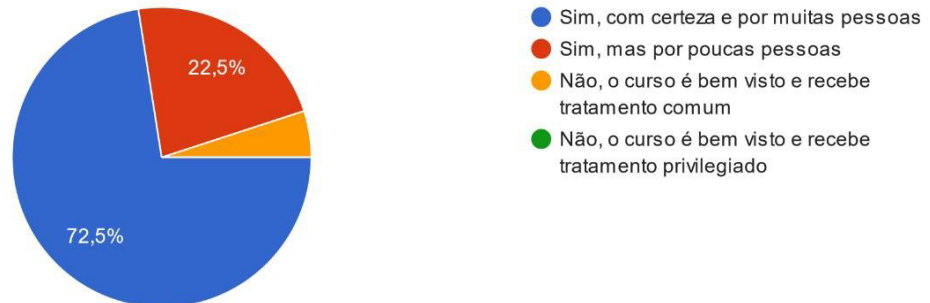 Sim, com certeza e por muitas pessoas
Sim, mas por poucas pessoas
Não, o curso é bem visto e recebe
tratamento comum
Não, o curso é bem visto e recebe
tratamento privilegiado
22,5%
72,5%